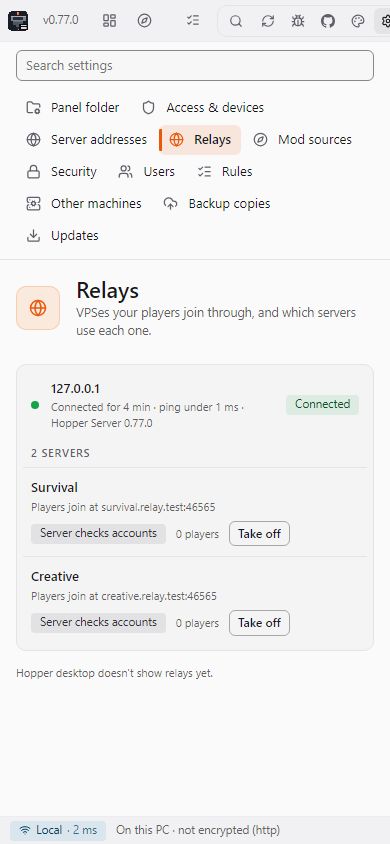 v0.77.0
Search settings
Panel folder Access & devices
Server addresses Relays Mod sources
Security Users Rules
Other machines Backup copies
Updates
Relays
VPSes your players join through, and which servers
use each one.
127.0.0.1
Connected for 4 min · ping under 1 ms ·
Hopper Server 0.77.0
Connected
2 SERVERS
Survival
Players join at survival.relay.test:46565
Server checks accounts 0 players Take off
Creative
Players join at creative.relay.test:46565
Server checks accounts 0 players Take off
Hopper desktop doesn't show relays yet.
Local · 2 ms On this PC · not encrypted (http)